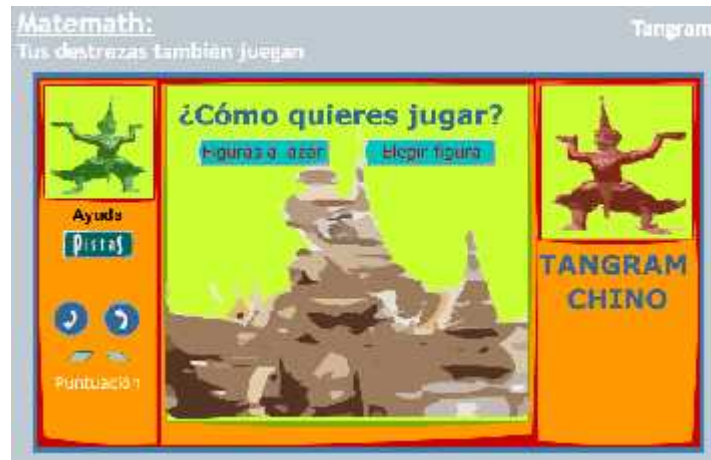 Matemath:
Tus destrezas también juegan
Tangram
¿Cómo quieres jugar?
Figuras al azar
Elegir figura
Ayuda
Pistas
Puntuación
TANGRAM
CHINO